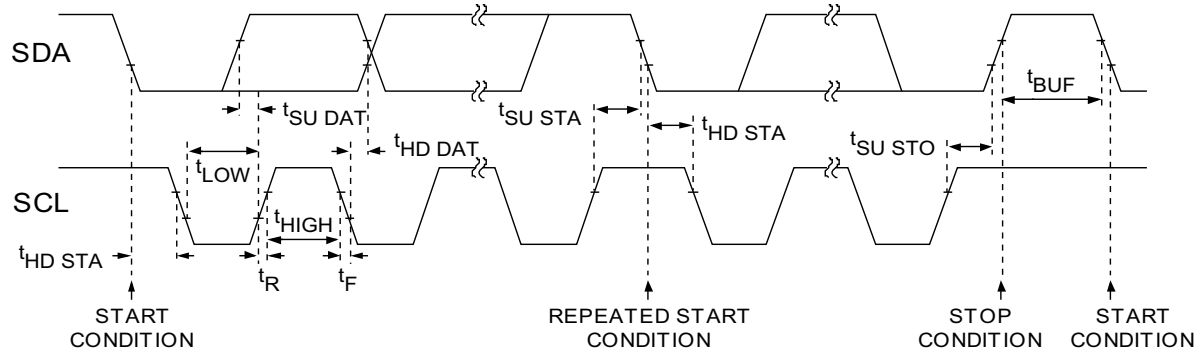 SDA
tSU DAT
tHD DAT
tSU STA
tHD STA
tBUF
tSU STO
tLOW
SCL
tHIGH
tHD STA
tR
tF
START
CONDITION
REPEATED START
CONDITION
STOP
CONDITION
START
CONDITION